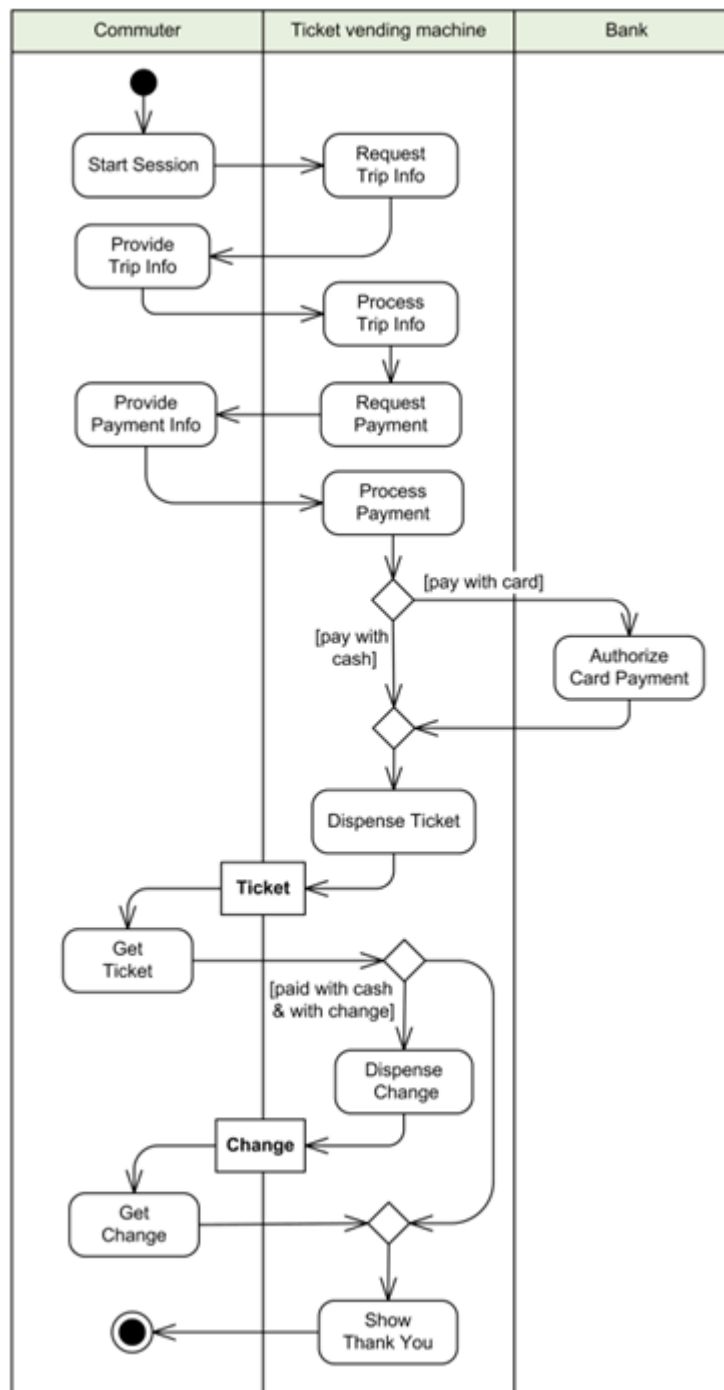 Commuter
Ticket vending machine
Bank
Start Session
Request
Trip Info
Provide
Trip Info
Process
Trip Info
Provide
Payment Info
Request
Payment
Process
Payment
[pay with card]
[pay with
cash]
Authorize
Card Payment
Dispense Ticket
Ticket
Get
Ticket
[paid with cash
& with change]
Dispense
Change
Change
Get
Change
Show
Thank You